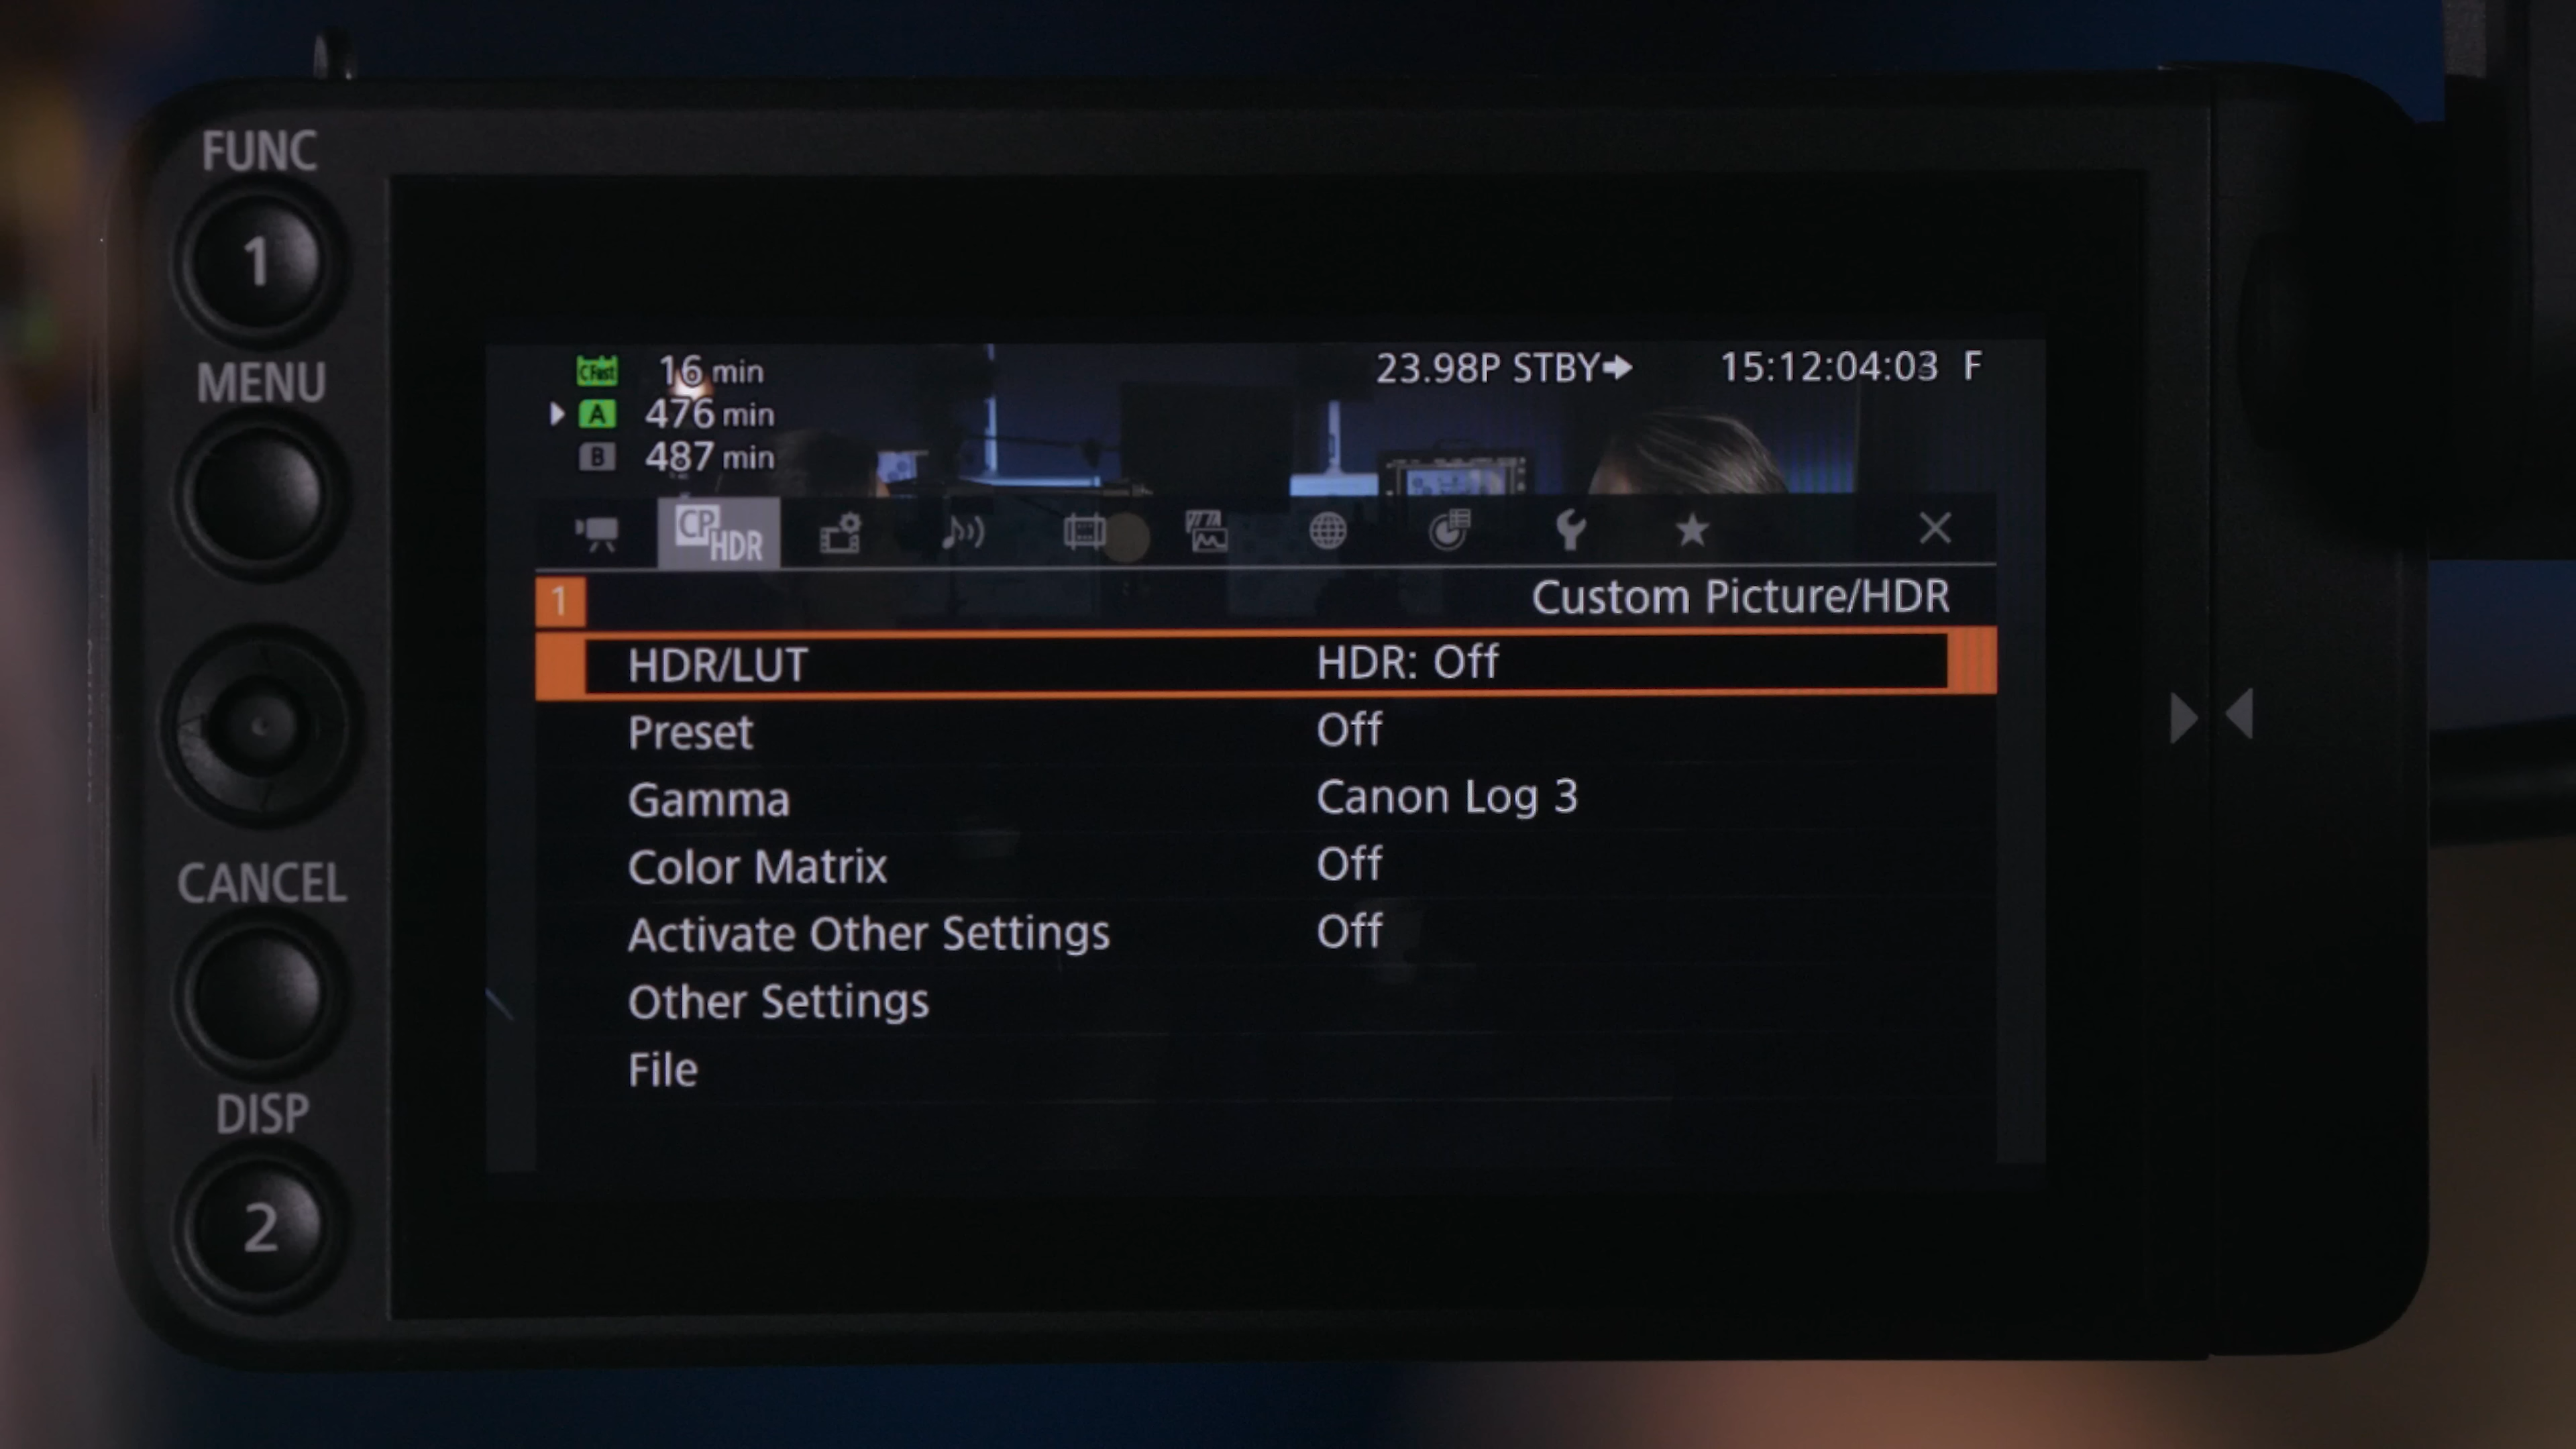 FUNC
1
MENU
CANCEL
DISP
2
CFast 16 min
A 476 min
B 487 min
23.98P STBY
15:12:04:03 F
CP HDR
1
Custom Picture/HDR
HDR/LUT HDR: Off
Preset Off
Gamma Canon Log 3
Color Matrix Off
Activate Other Settings Off
Other Settings
File